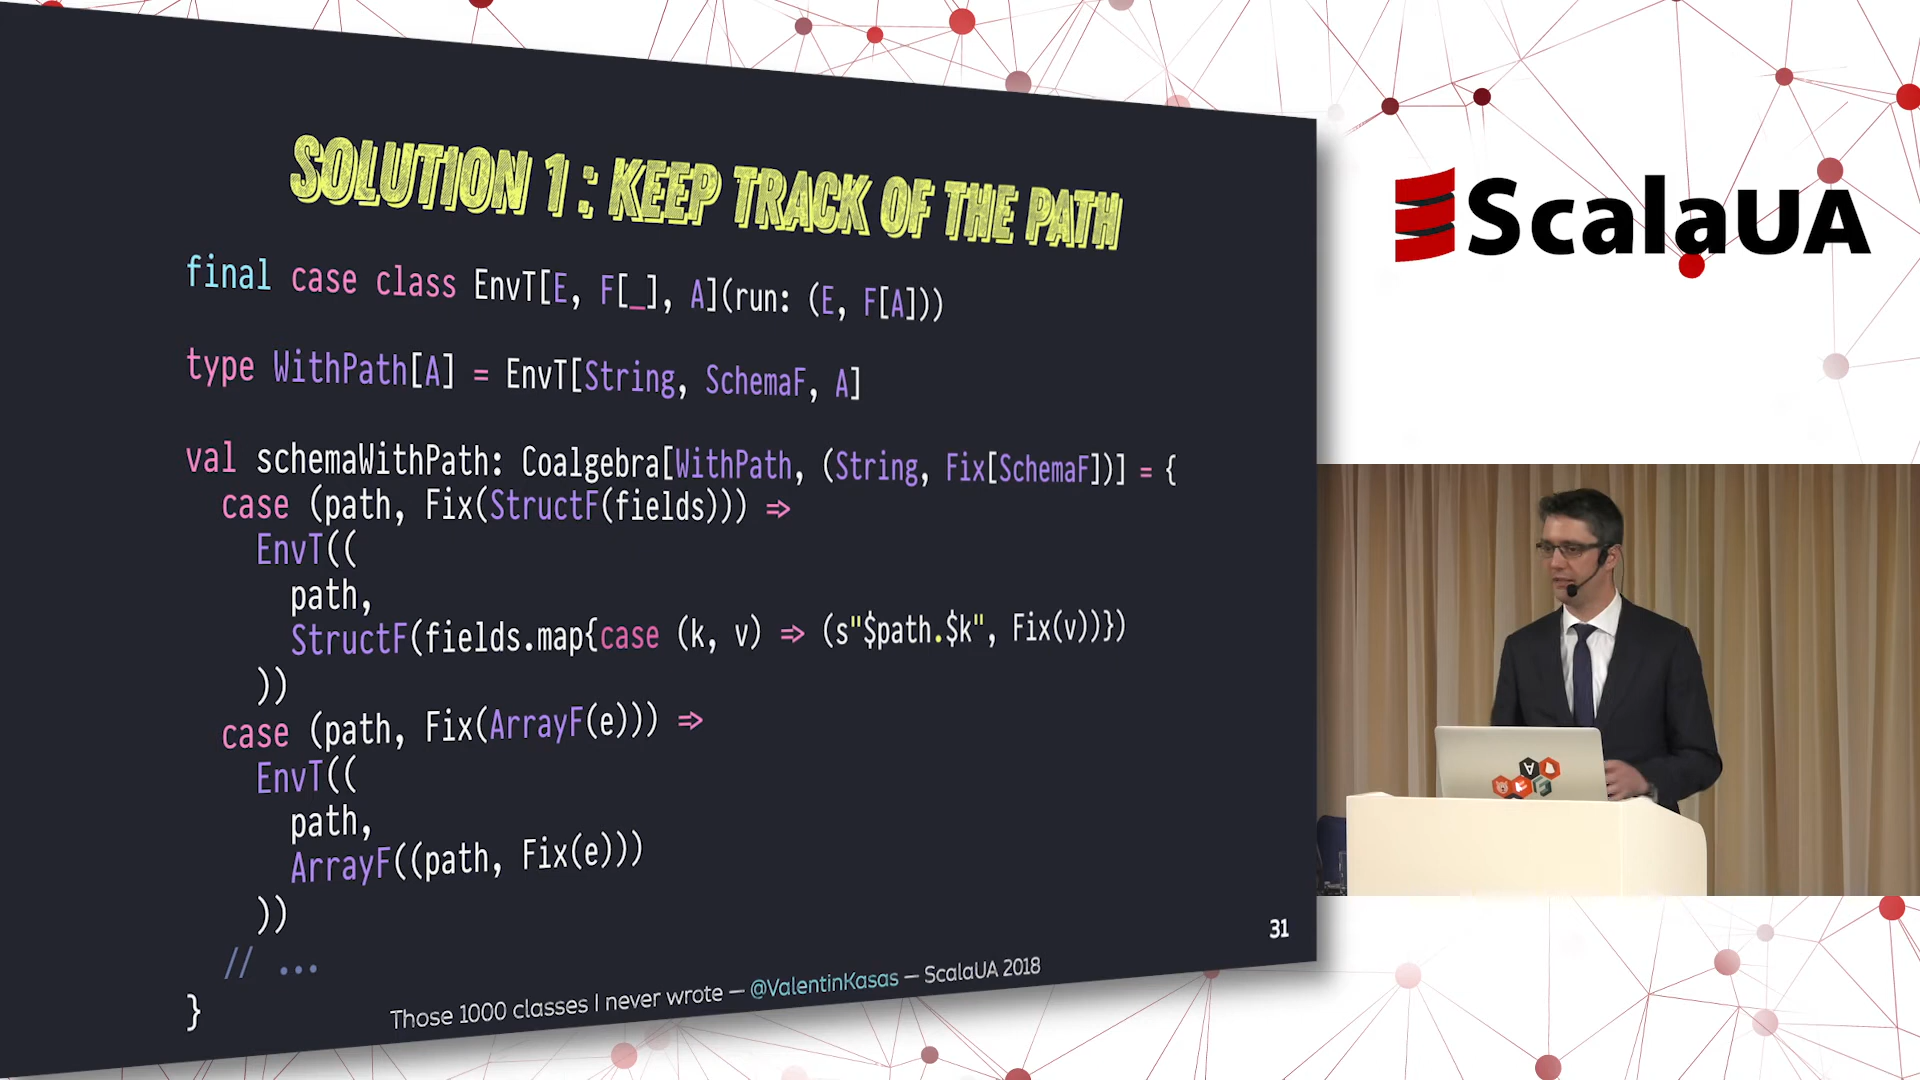 SOLUTION 1 : KEEP TRACK OF THE PATH
final case class EnvT[E, F[_], A](run: (E, F[A]))
type WithPath[A] = EnvT[String, SchemaF, A]
val schemaWithPath: Coalgebra[WithPath, (String, Fix[SchemaF])] = {
case (path, Fix(StructF(fields))) =>
EnvT((
path,
StructF(fields.map{case (k, v) => (s"$path.$k", Fix(v))})
))
case (path, Fix(ArrayF(e))) =>
EnvT((
path,
ArrayF((path, Fix(e)))
))
// ...
}
31
Those 1000 classes I never wrote — @ValentinKasas — ScalaUA 2018
ScalaUA